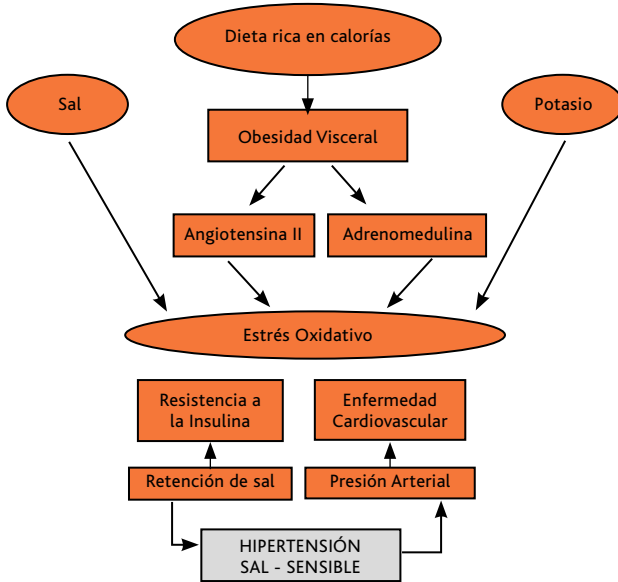 Dieta rica en calorías
Sal
Potasio
Obesidad Visceral
Angiotensina II
Adrenomedulina
Estrés Oxidativo
Resistencia a
la Insulina
Enfermedad
Cardiovascular
Retención de sal
Presión Arterial
HIPERTENSIÓN
SAL - SENSIBLE